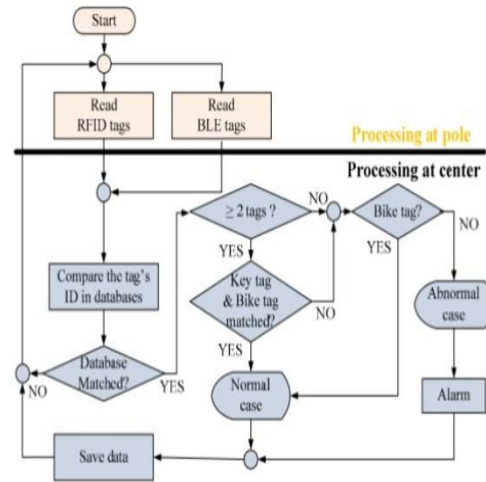 Start
Read
RFID tags
Read
BLE tags
Processing at pole
Processing at center
≥ 2 tags ?
NO
Bike tag?
NO
YES
YES
Compare the tag's
ID in databases
Key tag
& Bike tag
matched?
NO
Abnormal
case
YES
Database
Matched?
NO
YES
Normal
case
Alarm
Save data